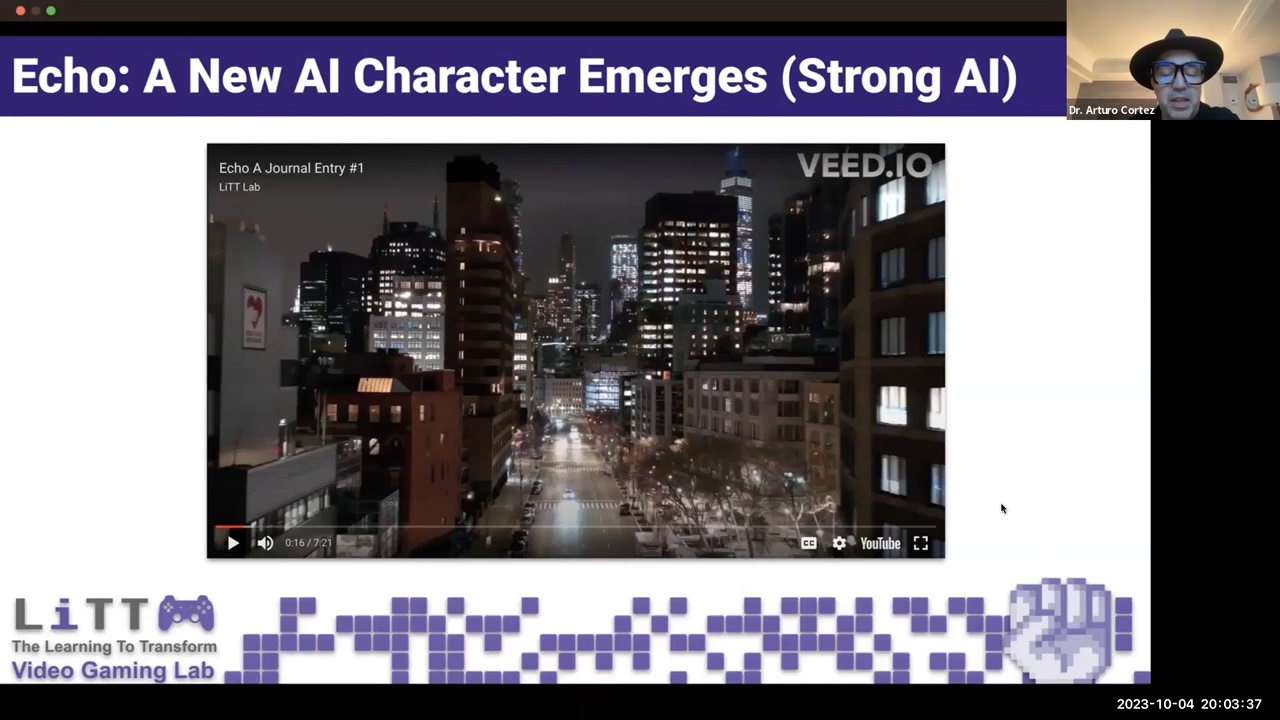 Echo: A New AI Character Emerges (Strong AI)
Dr. Arturo Cortez
Echo A Journal Entry #1
LiTT Lab
VEED.IO
0:16 / 7:21
CC
YouTube
LiTT
The Learning To Transform
Video Gaming Lab
2023-10-04 20:03:37